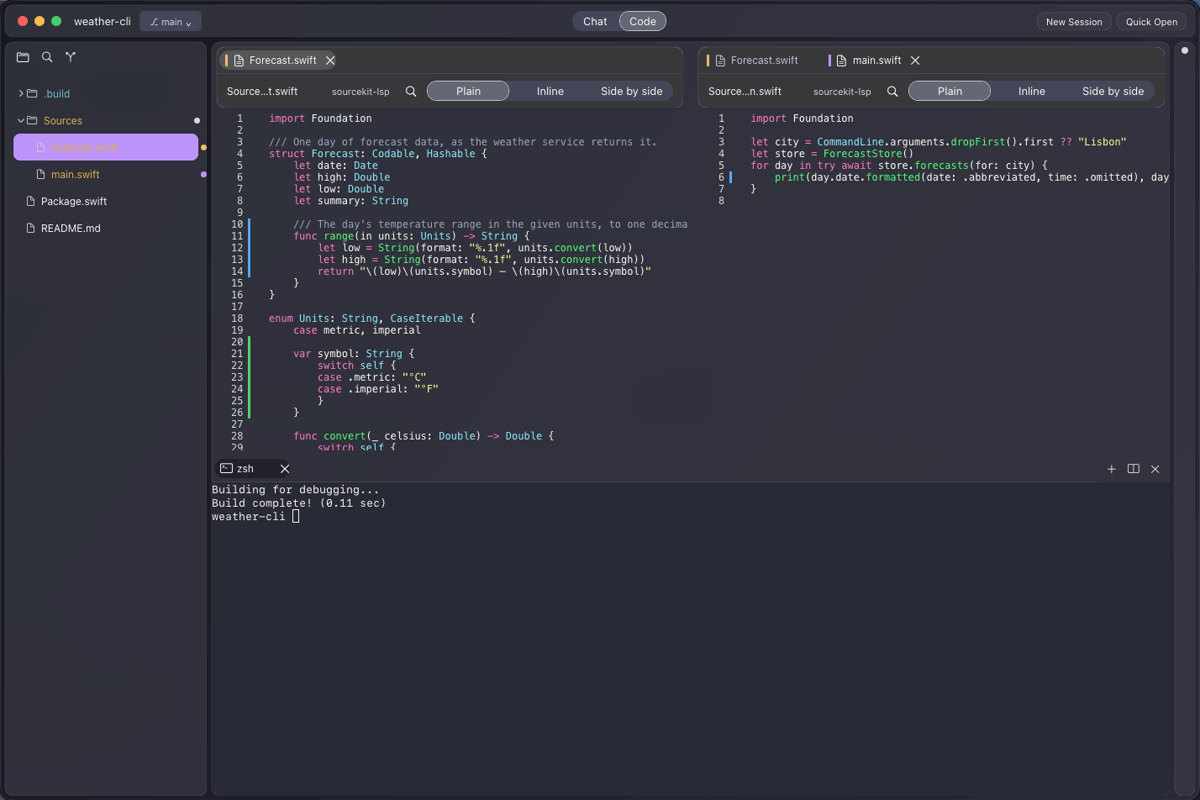 weather-cli main Chat Code New Session Quick Open
.build
Sources
Forecast.swift
main.swift
Package.swift
README.md
Forecast.swift
Source...t.swift sourcekit-lsp Plain Inline Side by side
1 import Foundation
2
3 /// One day of forecast data, as the weather service returns it.
4 struct Forecast: Codable, Hashable {
5 let date: Date
6 let high: Double
7 let low: Double
8 let summary: String
9
10 /// The day's temperature range in the given units, to one decima
11 func range(in units: Units) -> String {
12 let low = String(format: "%.1f", units.convert(low))
13 let high = String(format: "%.1f", units.convert(high))
14 return "\(low)\(units.symbol) – \(high)\(units.symbol)"
15 }
16 }
17
18 enum Units: String, CaseIterable {
19 case metric, imperial
20
21 var symbol: String {
22 switch self {
23 case .metric: "°C"
24 case .imperial: "°F"
25 }
26 }
27
28 func convert(_ celsius: Double) -> Double {
29 switch self {
Forecast.swift main.swift
Source...n.swift sourcekit-lsp Plain Inline Side by side
1 import Foundation
2
3 let city = CommandLine.arguments.dropFirst().first ?? "Lisbon"
4 let store = ForecastStore()
5 for day in try await store.forecasts(for: city) {
6 print(day.date.formatted(date: .abbreviated, time: .omitted), day
7 }
8
zsh
Building for debugging...
Build complete! (0.11 sec)
weather-cli